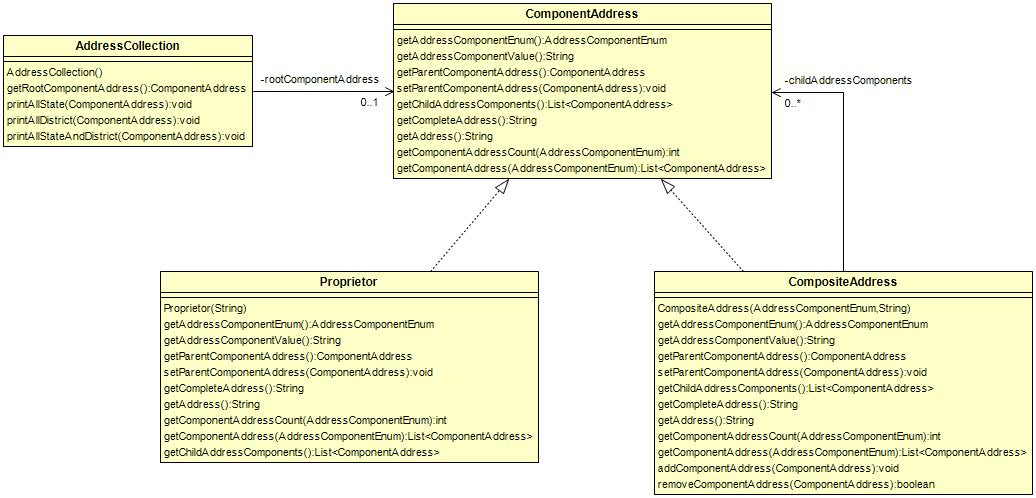 ComponentAddress
getAddressComponentEnum():AddressComponentEnum
getAddressComponentValue():String
getParentComponentAddress():ComponentAddress
setParentComponentAddress(ComponentAddress):void
getChildAddressComponents():List<ComponentAddress>
getCompleteAddress():String
getAddress():String
getComponentAddressCount(AddressComponentEnum):int
getComponentAddress(AddressComponentEnum):List<ComponentAddress>
AddressCollection
AddressCollection()
getRootComponentAddress():ComponentAddress
printAllState(ComponentAddress):void
printAllDistrict(ComponentAddress):void
printAllStateAndDistrict(ComponentAddress):void
-rootComponentAddress
0..1
-childAddressComponents
0..*
Proprietor
Proprietor(String)
getAddressComponentEnum():AddressComponentEnum
getAddressComponentValue():String
getParentComponentAddress():ComponentAddress
setParentComponentAddress(ComponentAddress):void
getCompleteAddress():String
getAddress():String
getComponentAddressCount(AddressComponentEnum):int
getComponentAddress(AddressComponentEnum):List<ComponentAddress>
getChildAddressComponents():List<ComponentAddress>
CompositeAddress
CompositeAddress(AddressComponentEnum,String)
getAddressComponentEnum():AddressComponentEnum
getAddressComponentValue():String
getParentComponentAddress():ComponentAddress
setParentComponentAddress(ComponentAddress):void
getChildAddressComponents():List<ComponentAddress>
getCompleteAddress():String
getAddress():String
getComponentAddressCount(AddressComponentEnum):int
getComponentAddress(AddressComponentEnum):List<ComponentAddress>
addComponentAddress(ComponentAddress):void
removeComponentAddress(ComponentAddress):boolean